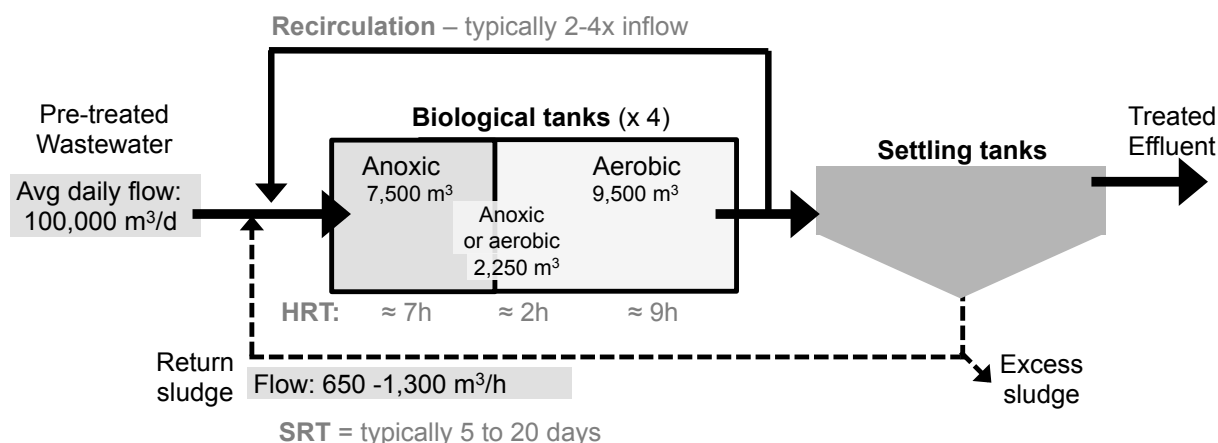 Recirculation – typically 2-4x inflow
Pre-treated
Wastewater
Avg daily flow:
100,000 m³/d
Biological tanks (x 4)
Anoxic
7,500 m³
Anoxic
or aerobic
2,250 m³
Aerobic
9,500 m³
Settling tanks
Treated
Effluent
HRT: ≈ 7h ≈ 2h ≈ 9h
Return
sludge
Flow: 650 -1,300 m³/h
Excess
sludge
SRT = typically 5 to 20 days